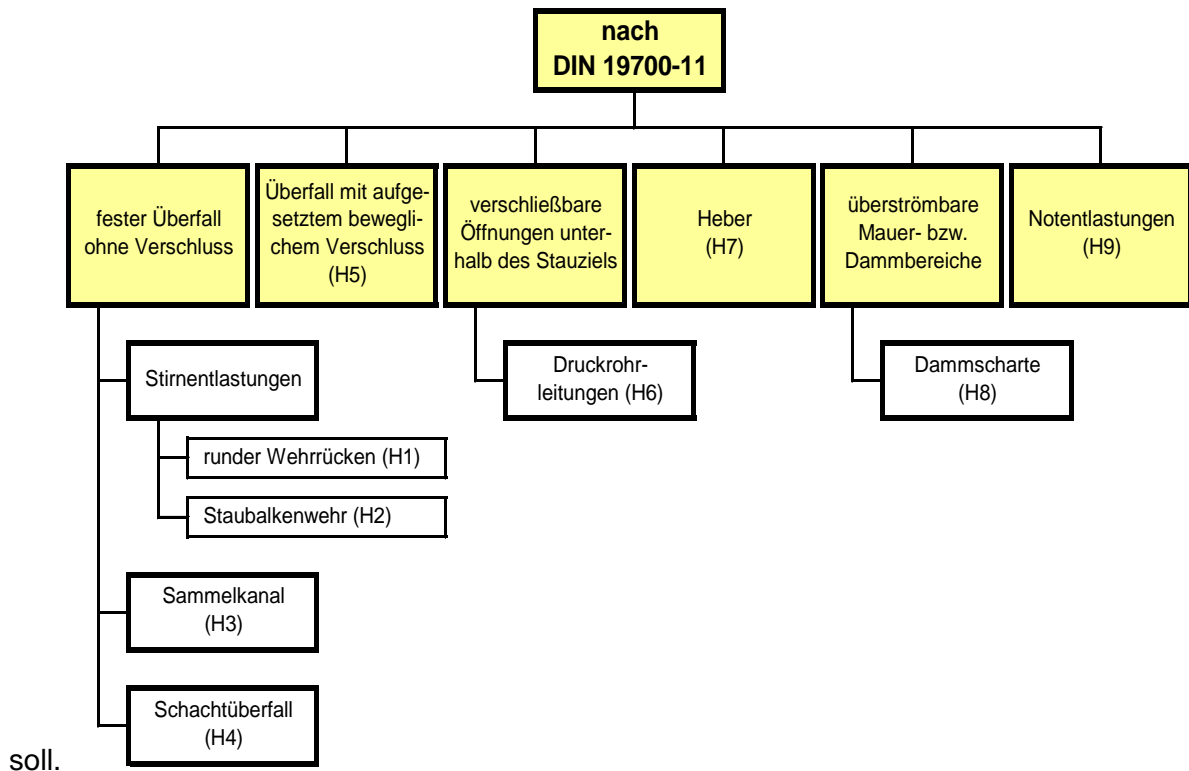 nach
DIN 19700-11
fester Überfall
ohne Verschluss
Überfall mit aufge-
setztem bewegli-
chem Verschluss
(H5)
verschließbare
Öffnungen unter-
halb des Stauziels
Heber
(H7)
überströmbare
Mauer- bzw.
Dammbereiche
Notentlastungen
(H9)
Stirnentlastungen
Druckrohr-
leitungen (H6)
Dammscharte
(H8)
runder Wehrrücken (H1)
Staubalkenwehr (H2)
Sammelkanal
(H3)
Schachtüberfall
(H4)
soll.